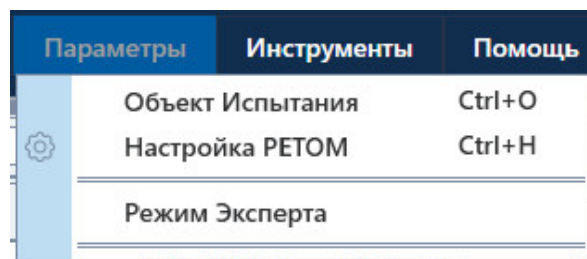 Параметры Инструменты Помощь
Объект Испытания Ctrl+O
Настройка РЕТОМ Ctrl+H
Режим Эксперта